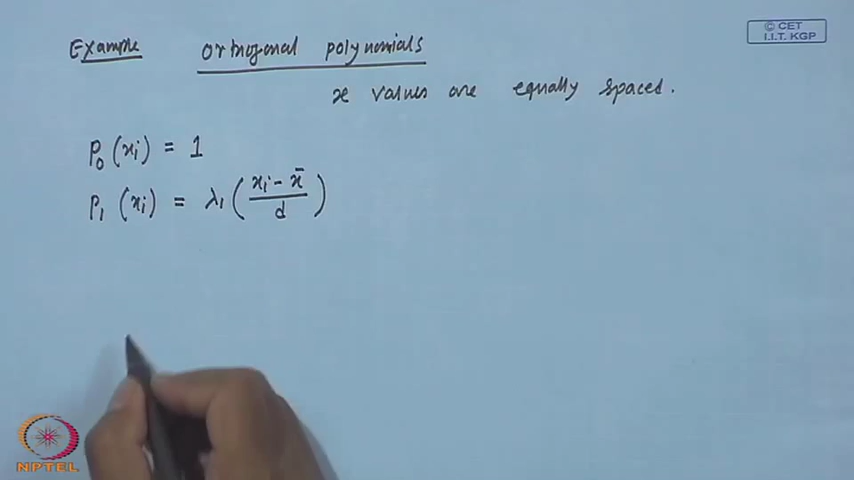 Example orthogonal polynomials
© CET
I.I.T. KGP
x values are equally spaced.
P₀ (xᵢ) = 1
P₁ (xᵢ) = λ₁ ( (xᵢ - x̄) / d )
NPTEL